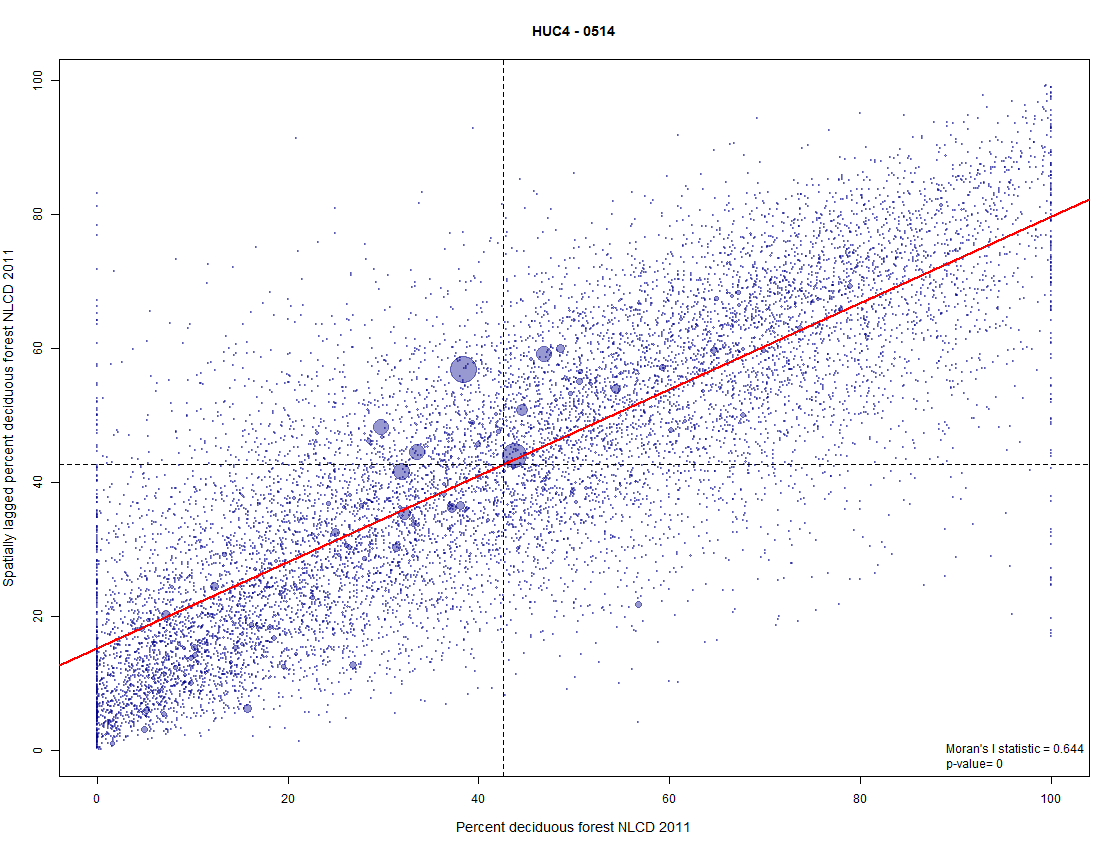 HUC4 - 0514
Spatially lagged percent deciduous forest NLCD 2011
100
80
60
40
20
0
Moran's I statistic = 0.644
p-value= 0
0 20 40 60 80 100
Percent deciduous forest NLCD 2011